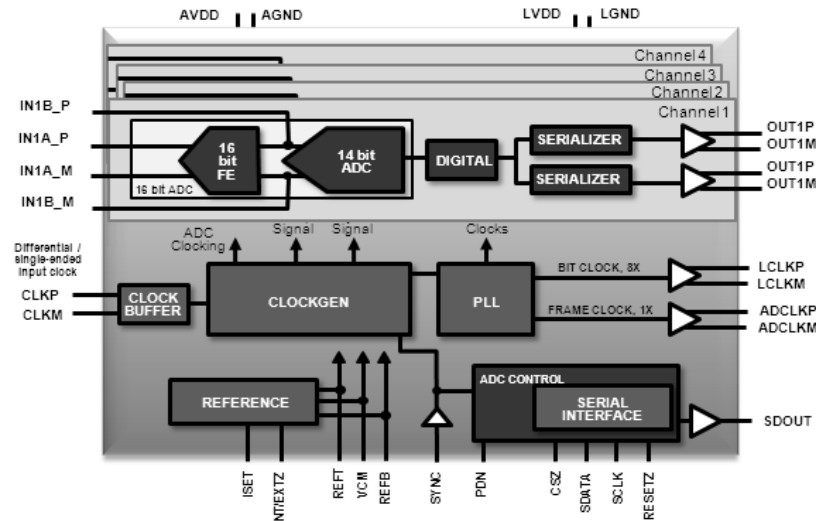 AVDD
AGND
LVDD
LGND
Channel 4
Channel 3
Channel 2
Channel 1
IN1B_P
IN1A_P
IN1A_M
IN1B_M
16
bit
FE
14 bit
ADC
16 bit ADC
DIGITAL
SERIALIZER
SERIALIZER
OUT1P
OUT1M
OUT1P
OUT1M
ADC
Clocking
Signal
Signal
Clocks
Differential /
single-ended
input clock
CLKP
CLKM
CLOCK
BUFFER
CLOCKGEN
PLL
BIT CLOCK, 8X
FRAME CLOCK, 1X
LCLKP
LCLKM
ADCLKP
ADCLKM
REFERENCE
ADC CONTROL
SERIAL
INTERFACE
SDOUT
ISET
NT/EXTZ
REFT
VCM
REFB
SYNC
PDN
CSZ
SDATA
SCLK
RESETZ